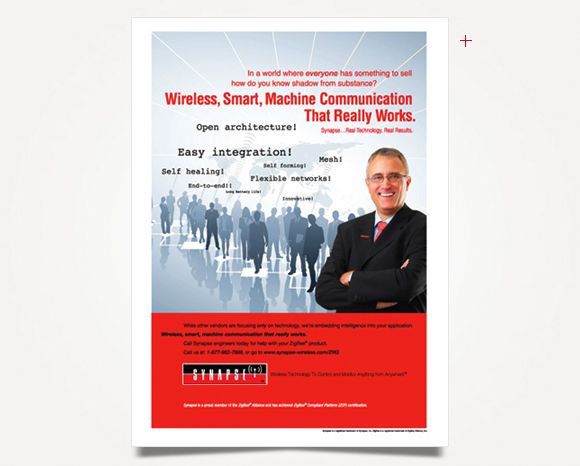 In a world where everyone has something to sell
how do you know shadow from substance?
Wireless, Smart, Machine Communication
That Really Works.
Synapse…Real Technology. Real Results.
Open architecture!
Easy integration!
Mesh!
Self forming!
Self healing!
Flexible networks!
End-to-end!!
Long Battery life!
Innovative!
While other vendors are focusing only on technology, we're embedding intelligence into your application.
Wireless, smart, machine communication that really works.
Call Synapse engineers today for help with your ZigBee® product.
Call us at: 1-877-982-7888, or go to www.synapse-wireless.com/ZW2
SYNAPSE
Wireless Technology To Control and Monitor Anything from Anywhere™
Synapse is a proud member of the ZigBee® Alliance and has achieved ZigBee® Compliant Platform (ZCP) certification.